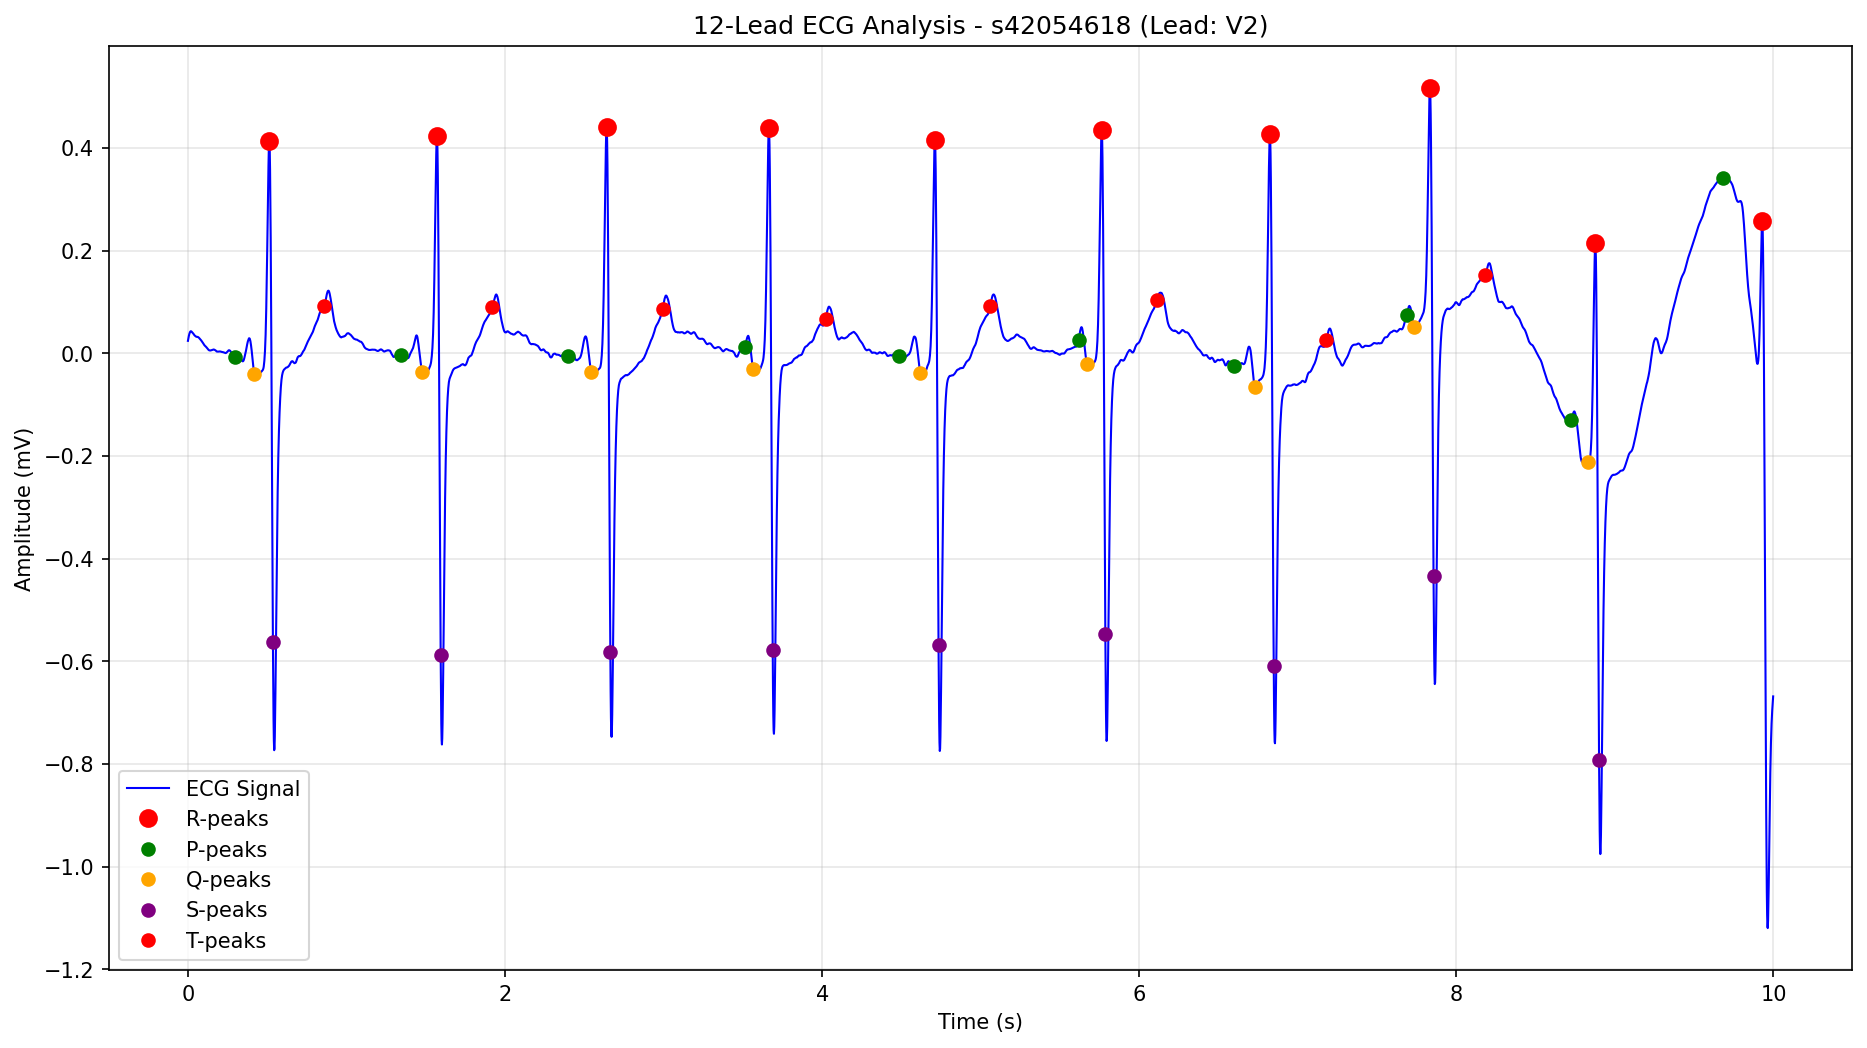 12-Lead ECG Analysis - s42054618 (Lead: V2)
Amplitude (mV)
0.4
0.2
0.0
−0.2
−0.4
−0.6
−0.8
−1.0
−1.2
ECG Signal
R-peaks
P-peaks
Q-peaks
S-peaks
T-peaks
0 2 4 6 8 10
Time (s)